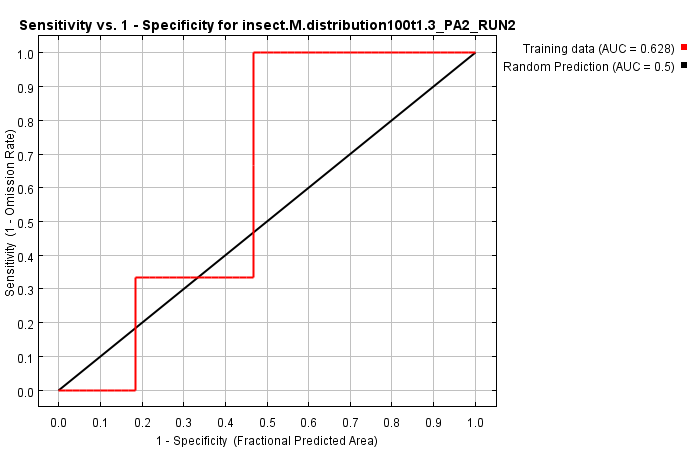 Sensitivity vs. 1 - Specificity for insect.M.distribution100t1.3_PA2_RUN2
Training data (AUC = 0.628)
Random Prediction (AUC = 0.5)
Sensitivity (1 - Omission Rate)
1.0
0.9
0.8
0.7
0.6
0.5
0.4
0.3
0.2
0.1
0.0
0.0 0.1 0.2 0.3 0.4 0.5 0.6 0.7 0.8 0.9 1.0
1 - Specificity (Fractional Predicted Area)